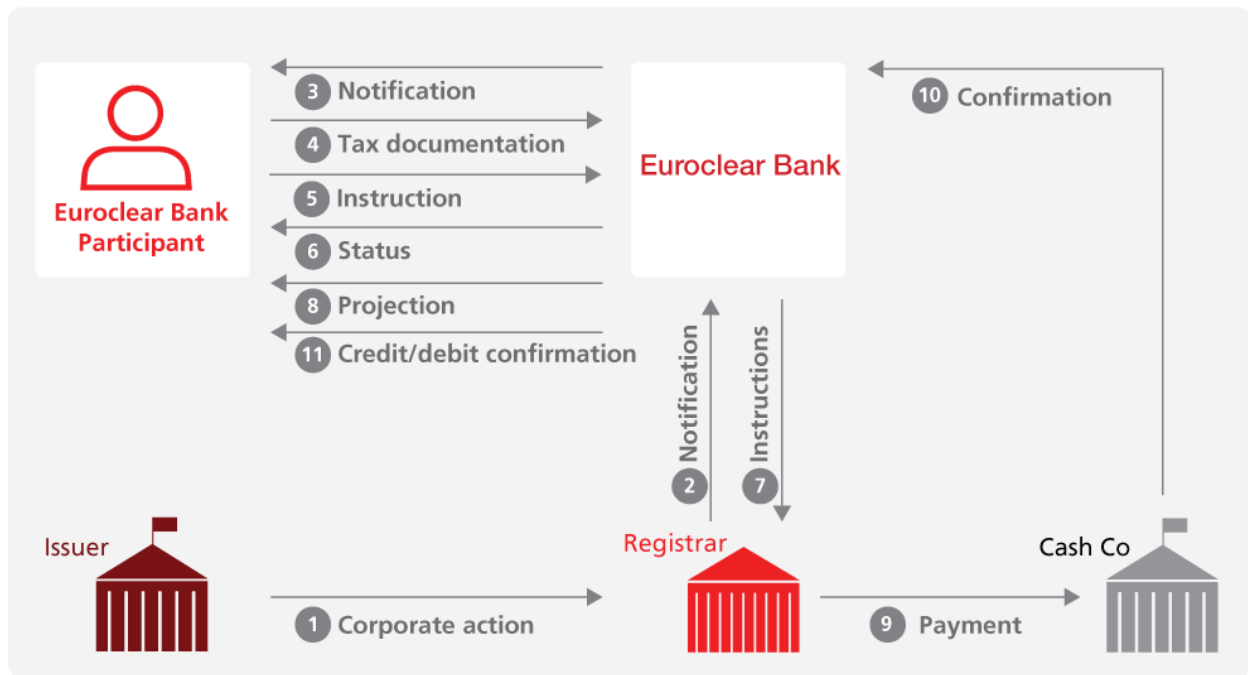 3 Notification
10 Confirmation
4 Tax documentation
Euroclear Bank
5 Instruction
Euroclear Bank
Participant
6 Status
8 Projection
11 Credit/debit confirmation
2 Notification
7 Instructions
Issuer
Registrar
Cash Co
1 Corporate action
9 Payment